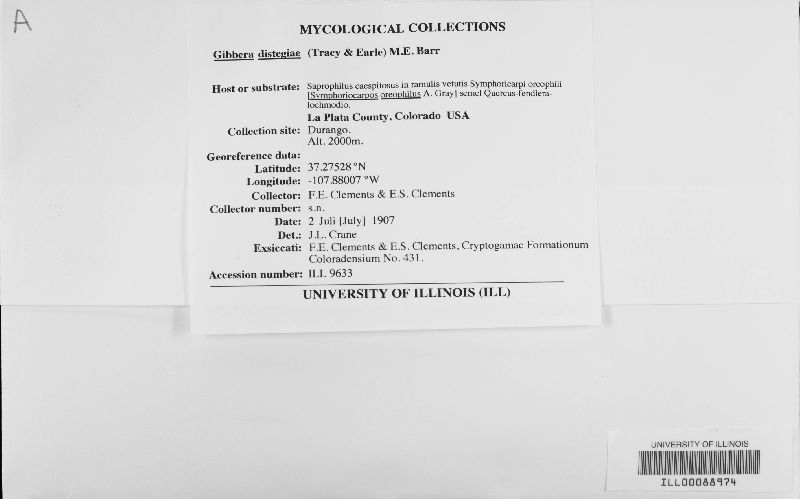 A
MYCOLOGICAL COLLECTIONS
Gibbera distegiae (Tracy & Earle) M.E. Barr
Host or substrate: Saprophilus caespitosus in ramulis vetutis Symphoricarpi oreophili
[Symphoriocarpos oreophilus A. Gray] semel Quercus-fendlera-
lochmodio.
La Plata County, Colorado USA
Collection site: Durango.
Alt. 2000m.
Georeference data:
Latitude: 37.27528 °N
Longitude: -107.88007 °W
Collector: F.E. Clements & E.S. Clements
Collector number: s.n.
Date: 2 Juli [July] 1907
Det.: J.L. Crane
Exsiccati: F.E. Clements & E.S. Clements, Cryptogamae Formationum
Coloradensium No. 431.
Accession number: ILL 9633
UNIVERSITY OF ILLINOIS (ILL)
UNIVERSITY OF ILLINOIS
ILL00088974